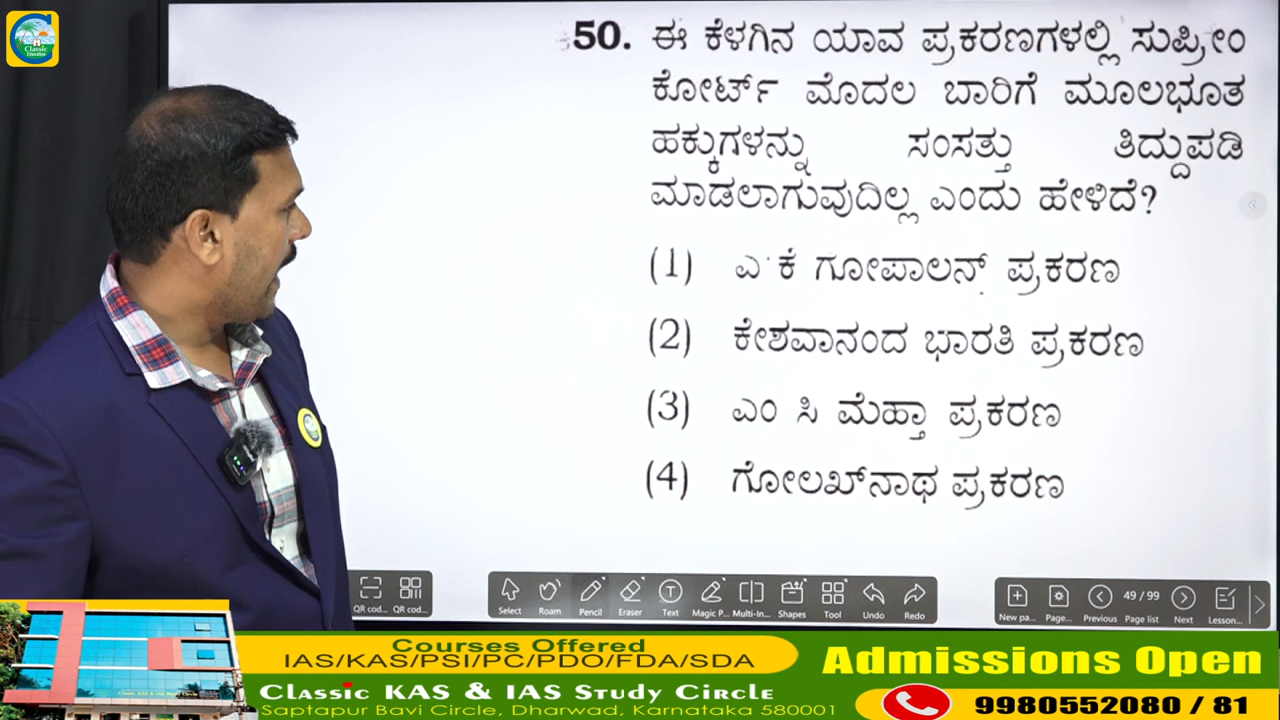 Classic
Education
50. ಈ ಕೆಳಗಿನ ಯಾವ ಪ್ರಕರಣಗಳಲ್ಲಿ ಸುಪ್ರೀಂ
ಕೋರ್ಟ್ ಮೊದಲ ಬಾರಿಗೆ ಮೂಲಭೂತ
ಹಕ್ಕುಗಳನ್ನು ಸಂಸತ್ತು ತಿದ್ದುಪಡಿ
ಮಾಡಲಾಗುವುದಿಲ್ಲ ಎಂದು ಹೇಳಿದೆ?
(1) ಎ ಕೆ ಗೋಪಾಲನ್ ಪ್ರಕರಣ
(2) ಕೇಶವಾನಂದ ಭಾರತಿ ಪ್ರಕರಣ
(3) ಎಂ ಸಿ ಮೆಹ್ತಾ ಪ್ರಕರಣ
(4) ಗೋಲಖ್‌ನಾಥ ಪ್ರಕರಣ
QR cod... QR cod... Select Roam Pencil Eraser Text Magic P... Multi-In... Shapes Tool Undo Redo New pa... Page... Previous 49 / 99 Page list Next Lesson...
Courses Offered
IAS/KAS/PSI/PC/PDO/FDA/SDA
Admissions Open
Classic KAS & IAS Study Circle
Saptapur Bavi Circle, Dharwad, Karnataka 580001
9980552080 / 81